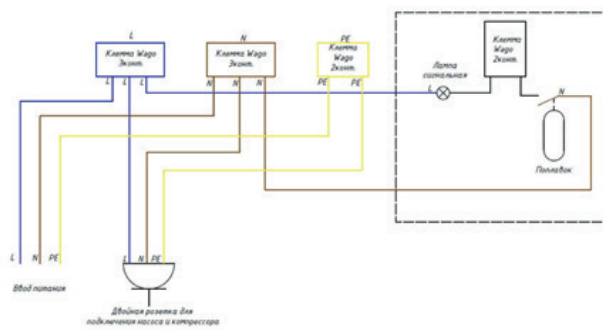 L
Клемма Wago
3конт.
L L L
N
Клемма Wago
3конт.
N N N
PE
Клемма
Wago
2конт.
PE PE
Лампа
сигнальная
L
Клемма
Wago
2конт.
N
Поплавок
L N PE
Ввод питания
L N PE
Двойная розетка для
подключения насоса и компрессора